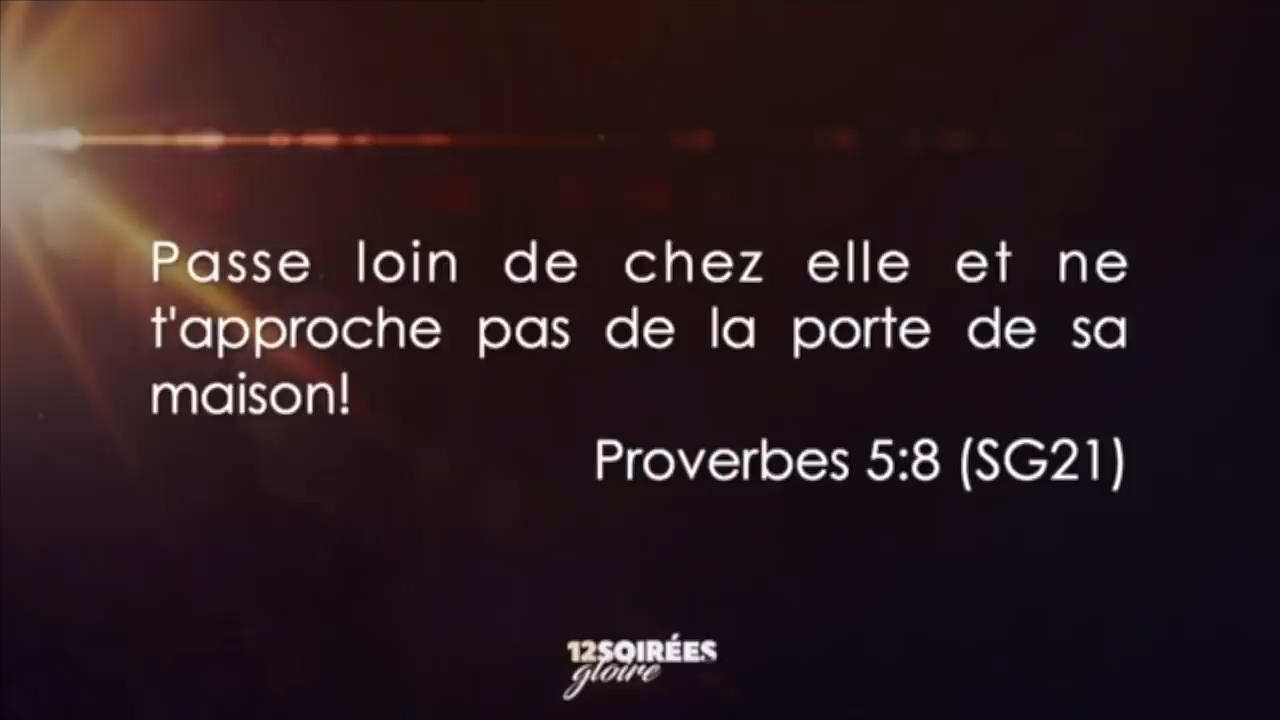 Passe loin de chez elle et ne
t'approche pas de la porte de sa
maison!
Proverbes 5:8 (SG21)
12SOIRÉES
gloire